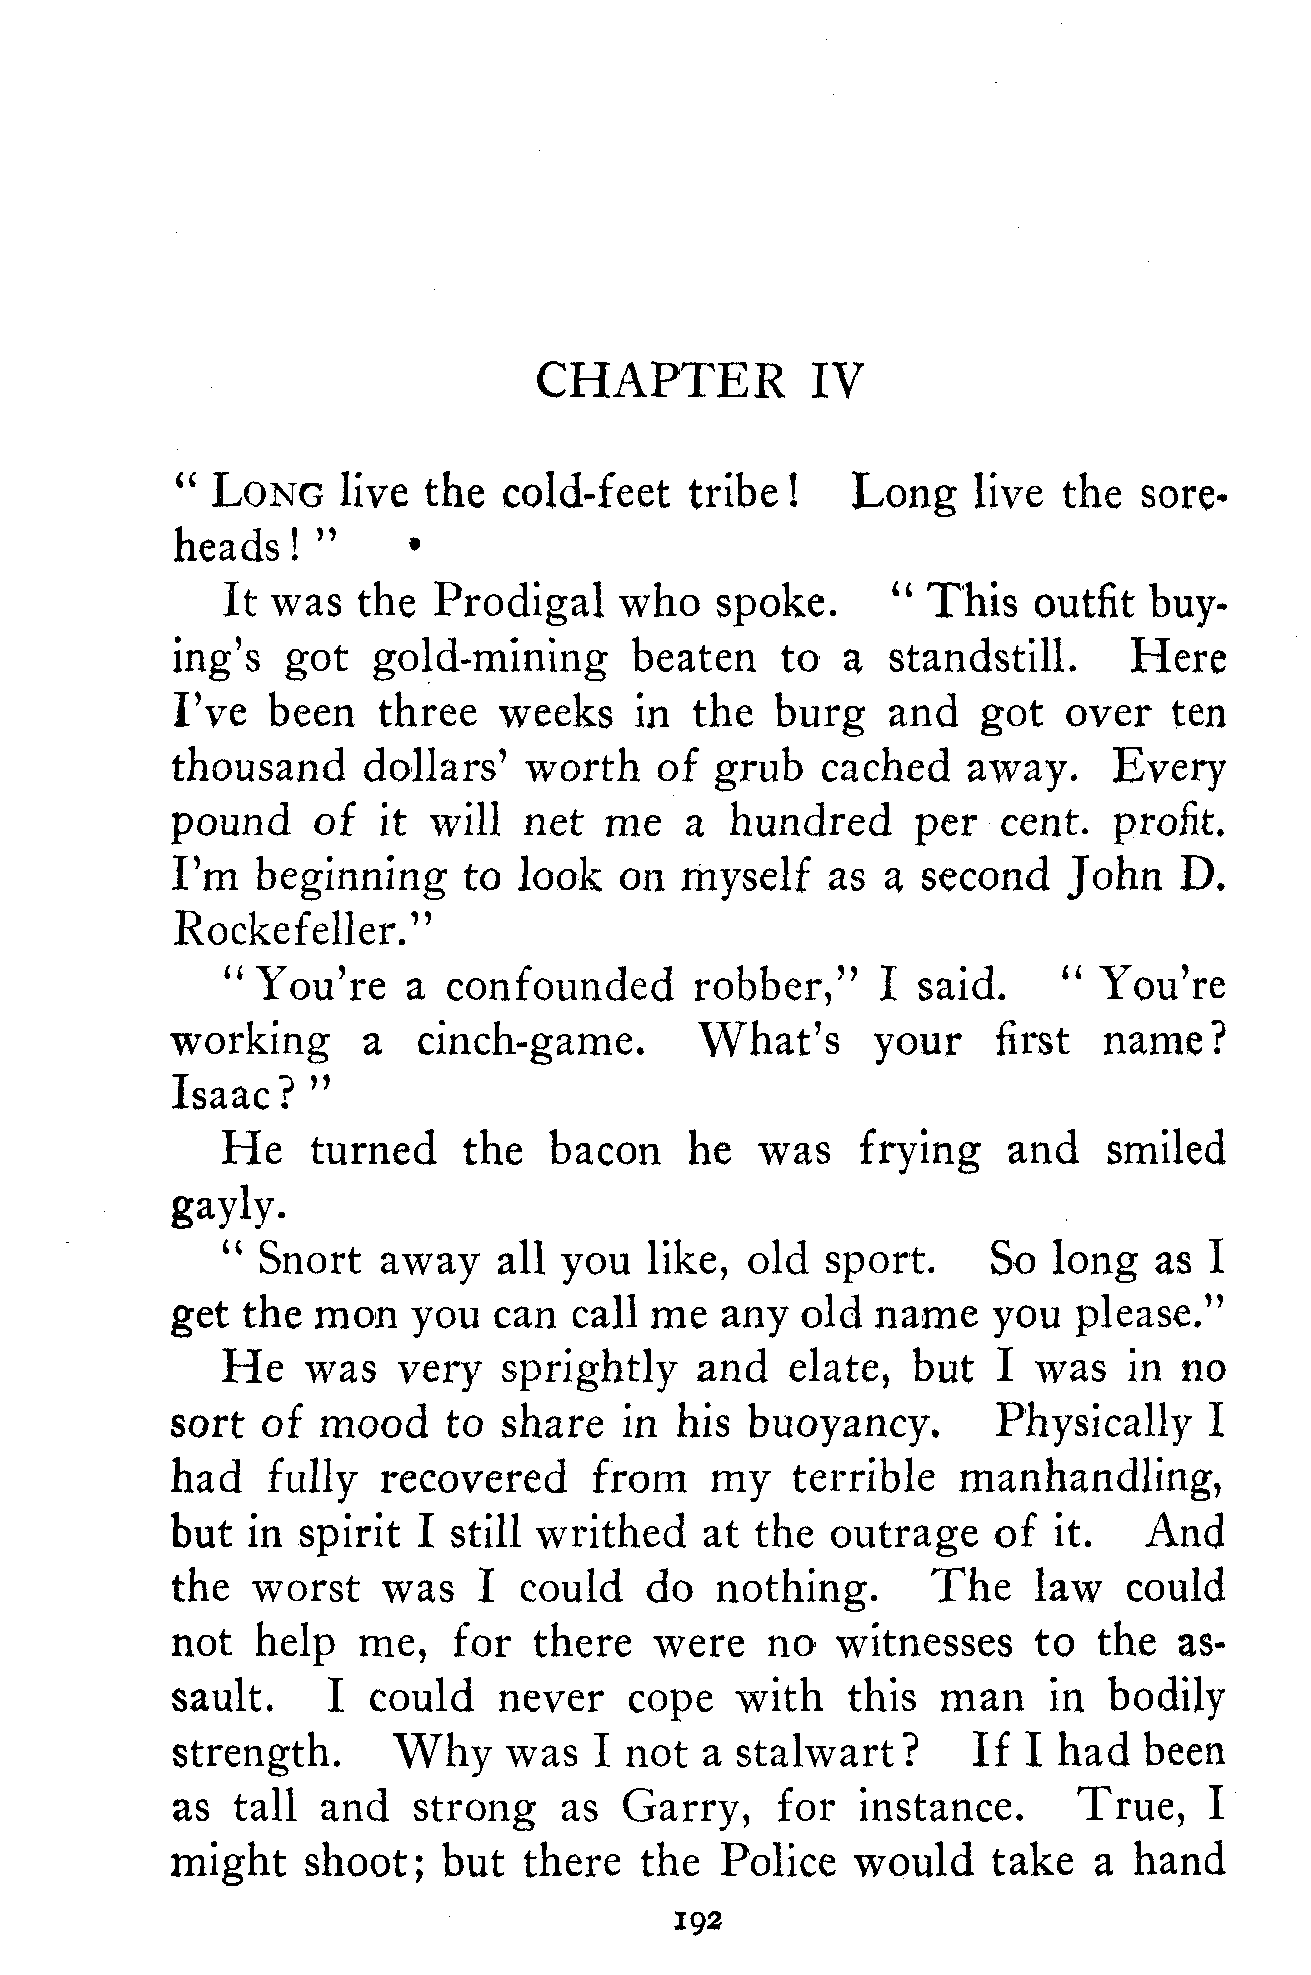 CHAPTER IV
" LONG live the cold-feet tribe! Long live the sore-
heads! "
It was the Prodigal who spoke. " This outfit buy-
ing's got gold-mining beaten to a standstill. Here
I've been three weeks in the burg and got over ten
thousand dollars' worth of grub cached away. Every
pound of it will net me a hundred per cent. profit.
I'm beginning to look on myself as a second John D.
Rockefeller."
" You're a confounded robber," I said. " You're
working a cinch-game. What's your first name?
Isaac? "
He turned the bacon he was frying and smiled
gayly.
" Snort away all you like, old sport. So long as I
get the mon you can call me any old name you please."
He was very sprightly and elate, but I was in no
sort of mood to share in his buoyancy. Physically I
had fully recovered from my terrible manhandling,
but in spirit I still writhed at the outrage of it. And
the worst was I could do nothing. The law could
not help me, for there were no witnesses to the as-
sault. I could never cope with this man in bodily
strength. Why was I not a stalwart? If I had been
as tall and strong as Garry, for instance. True, I
might shoot; but there the Police would take a hand
192